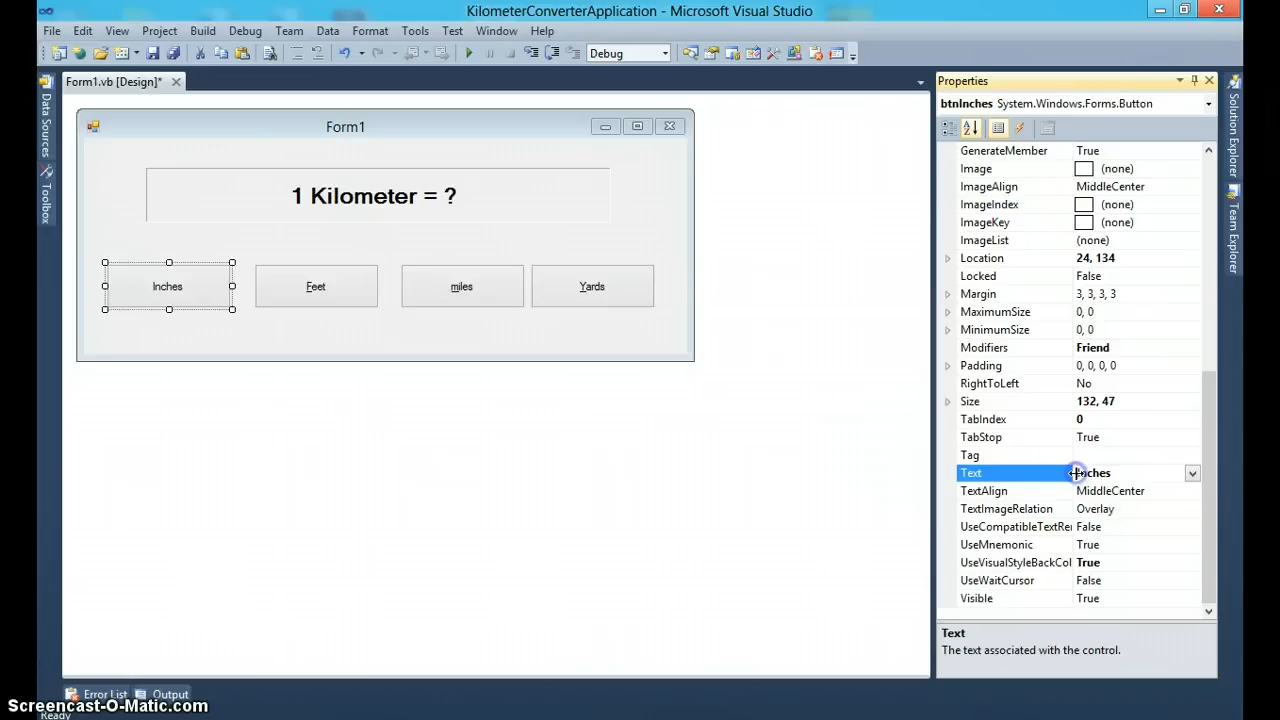 KilometerConverterApplication - Microsoft Visual Studio
File Edit View Project Build Debug Team Data Format Tools Test Window Help
Debug
Form1.vb [Design]*
Data Sources
Toolbox
Form1
1 Kilometer = ?
Inches Feet miles Yards
Properties
btnInches System.Windows.Forms.Button
GenerateMember True
Image (none)
ImageAlign MiddleCenter
ImageIndex (none)
ImageKey (none)
ImageList (none)
Location 24, 134
Locked False
Margin 3, 3, 3, 3
MaximumSize 0, 0
MinimumSize 0, 0
Modifiers Friend
Padding 0, 0, 0, 0
RightToLeft No
Size 132, 47
TabIndex 0
TabStop True
Tag
Text Inches
TextAlign MiddleCenter
TextImageRelation Overlay
UseCompatibleTextRe False
UseMnemonic True
UseVisualStyleBackCol True
UseWaitCursor False
Visible True
Text
The text associated with the control.
Solution Explorer
Team Explorer
Error List Output
Ready
Screencast-O-Matic.com